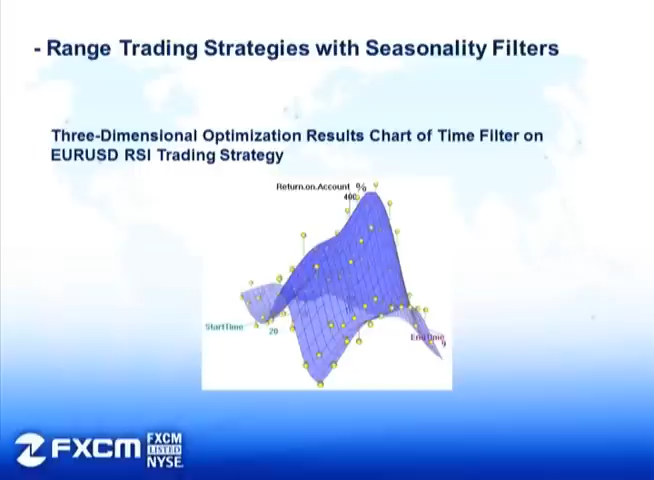 - Range Trading Strategies with Seasonality Filters
Three-Dimensional Optimization Results Chart of Time Filter on
EURUSD RSI Trading Strategy
Return.on.Account %
400
StartTime
20
EndTime
9
FXCM
FXCM
LISTED
NYSE